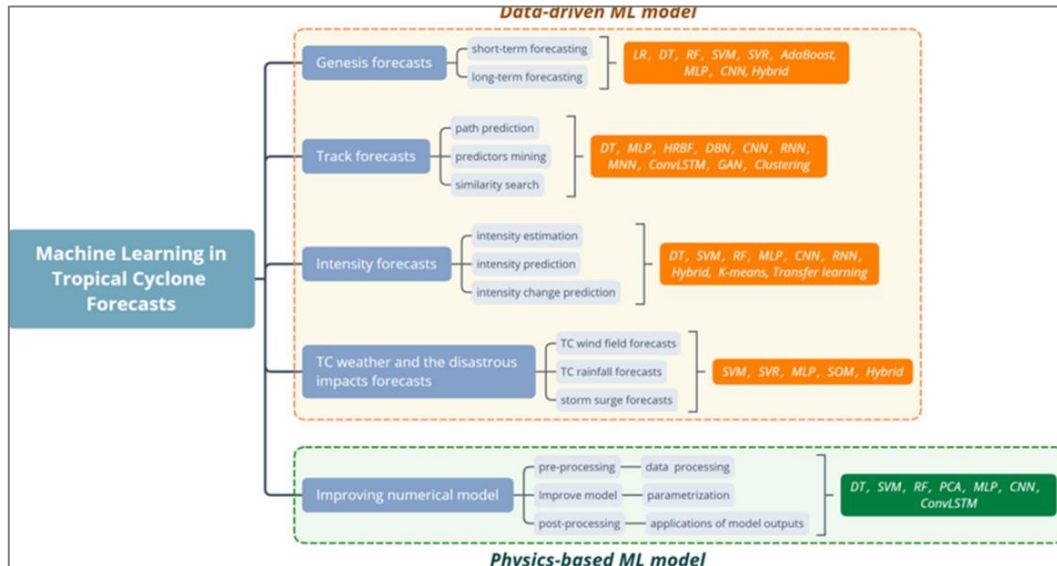 Data-driven ML model
Machine Learning in
Tropical Cyclone
Forecasts
Genesis forecasts
short-term forecasting
long-term forecasting
LR, DT, RF, SVM, SVR, AdaBoost,
MLP, CNN, Hybrid
Track forecasts
path prediction
predictors mining
similarity search
DT, MLP, HRBF, DBN, CNN, RNN,
MNN, ConvLSTM, GAN, Clustering
Intensity forecasts
intensity estimation
intensity prediction
intensity change prediction
DT, SVM, RF, MLP, CNN, RNN,
Hybrid, K-means, Transfer learning
TC weather and the disastrous
impacts forecasts
TC wind field forecasts
TC rainfall forecasts
storm surge forecasts
SVM, SVR, MLP, SOM, Hybrid
Improving numerical model
pre-processing
data processing
Improve model
parametrization
post-processing
applications of model outputs
DT, SVM, RF, PCA, MLP, CNN,
ConvLSTM
Physics-based ML model